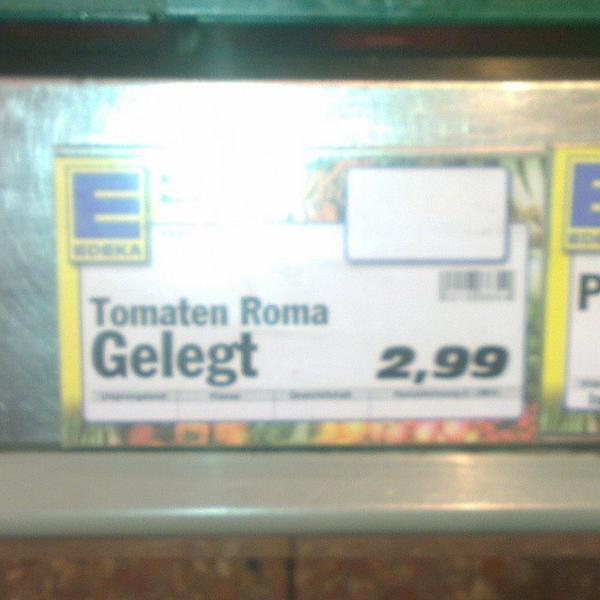 E
EDEKA
Tomaten Roma
Gelegt
2,99
E
P